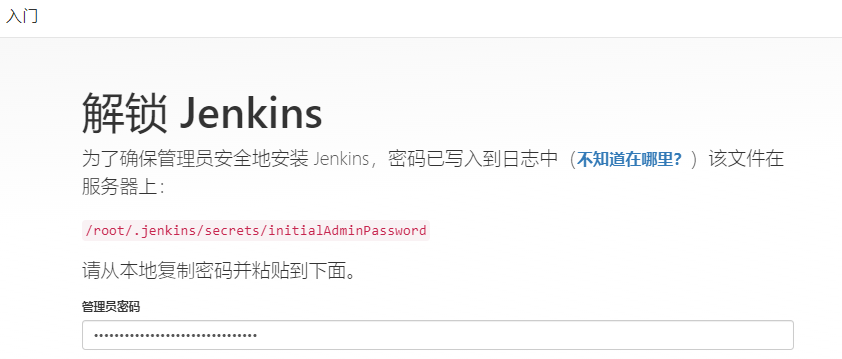 入门
解锁 Jenkins
为了确保管理员安全地安装 Jenkins，密码已写入到日志中（不知道在哪里？）该文件在
服务器上：
/root/.jenkins/secrets/initialAdminPassword
请从本地复制密码并粘贴到下面。
管理员密码
••••••••••••••••••••••••••••••••